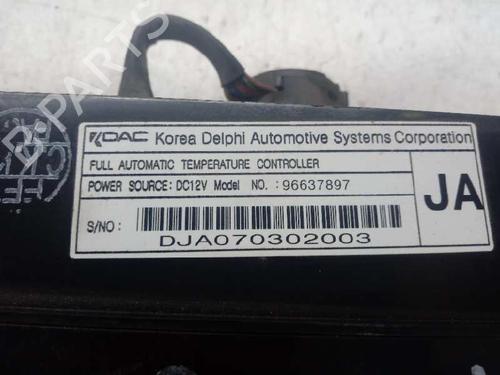 KDAC Korea Delphi Automotive Systems Corporation
FULL AUTOMATIC TEMPERATURE CONTROLLER
POWER SOURCE: DC12V Model NO. : 96637897
JA
S/NO :
DJA070302003